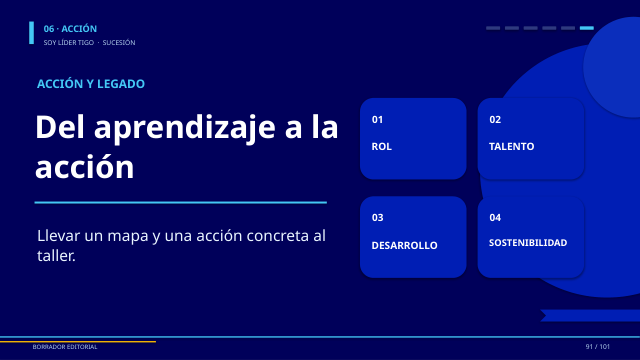 06 · ACCIÓN
SOY LÍDER TIGO · SUCESIÓN
ACCIÓN Y LEGADO
Del aprendizaje a la
acción
Llevar un mapa y una acción concreta al
taller.
01
ROL
02
TALENTO
03
DESARROLLO
04
SOSTENIBILIDAD
BORRADOR EDITORIAL
91 / 101